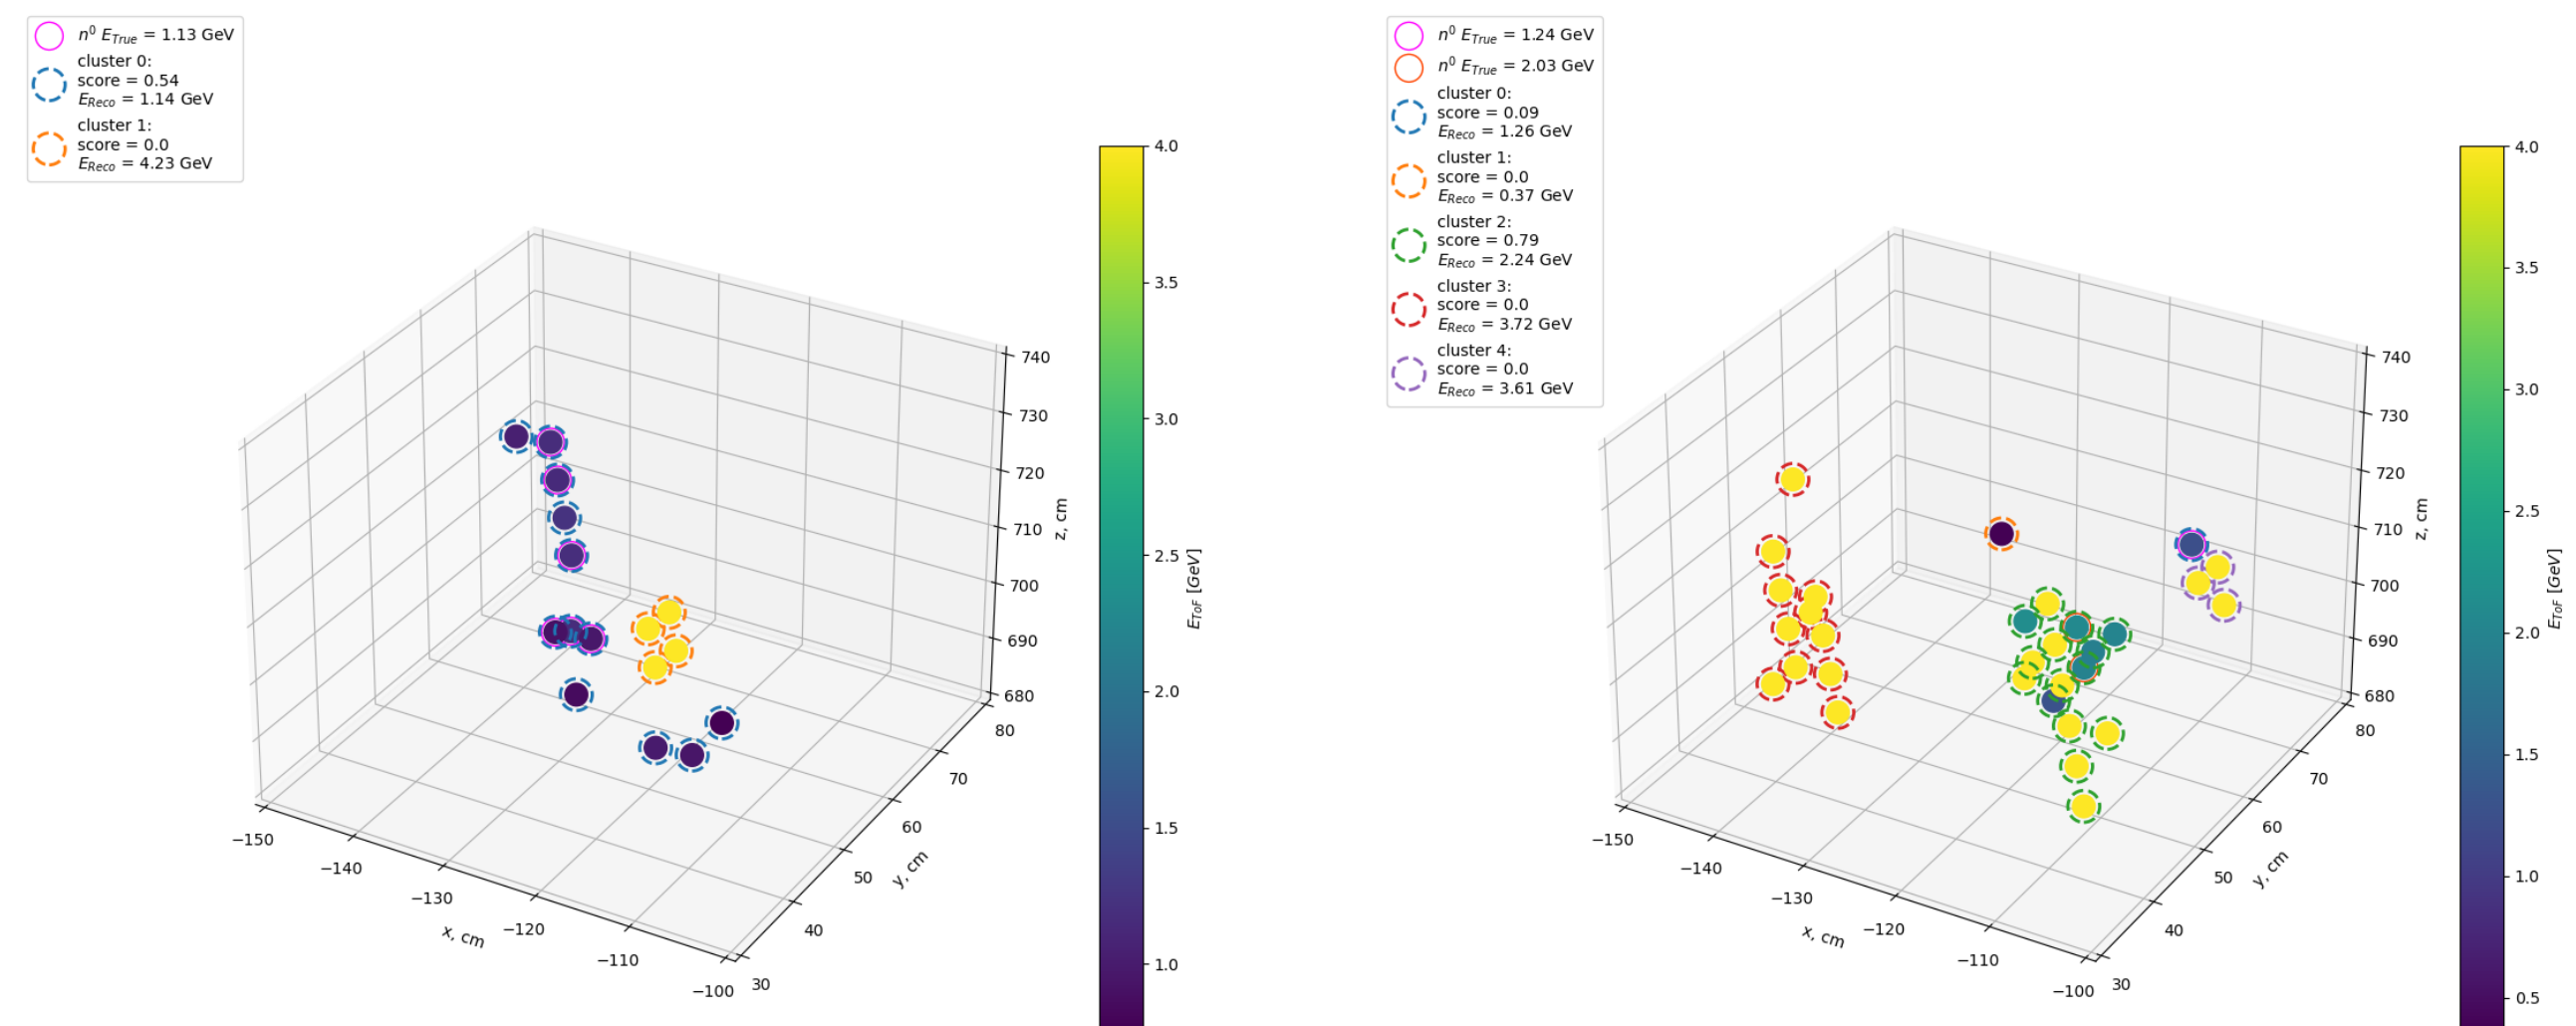 n⁰ E_True = 1.13 GeV
cluster 0:
score = 0.54
E_Reco = 1.14 GeV
cluster 1:
score = 0.0
E_Reco = 4.23 GeV
4.0
3.5
3.0
2.5
2.0
1.5
1.0
E_ToF [GeV]
740
730
720
710
700
690
680
z, cm
80
70
60
50
40
30
y, cm
−150
−140
−130
−120
−110
−100
x, cm
n⁰ E_True = 1.24 GeV
n⁰ E_True = 2.03 GeV
cluster 0:
score = 0.09
E_Reco = 1.26 GeV
cluster 1:
score = 0.0
E_Reco = 0.37 GeV
cluster 2:
score = 0.79
E_Reco = 2.24 GeV
cluster 3:
score = 0.0
E_Reco = 3.72 GeV
cluster 4:
score = 0.0
E_Reco = 3.61 GeV
4.0
3.5
3.0
2.5
2.0
1.5
1.0
0.5
E_ToF [GeV]
740
730
720
710
700
690
680
z, cm
80
70
60
50
40
30
y, cm
−150
−140
−130
−120
−110
−100
x, cm